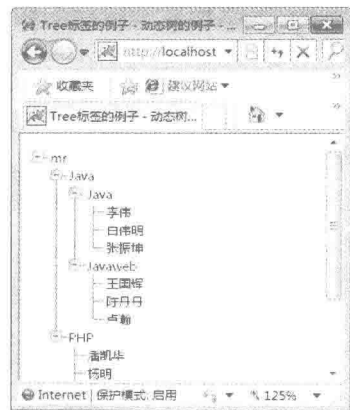 Tree标签的例子 - 动态树的例子 - ...
http://localhost
收藏夹 建议网站
Tree标签的例子 - 动态树...
mr
Java
Java
李伟
白伟明
张振坤
Javaweb
王国辉
陈丹丹
卢瀚
PHP
潘凯华
杨明
Internet | 保护模式: 启用 125%